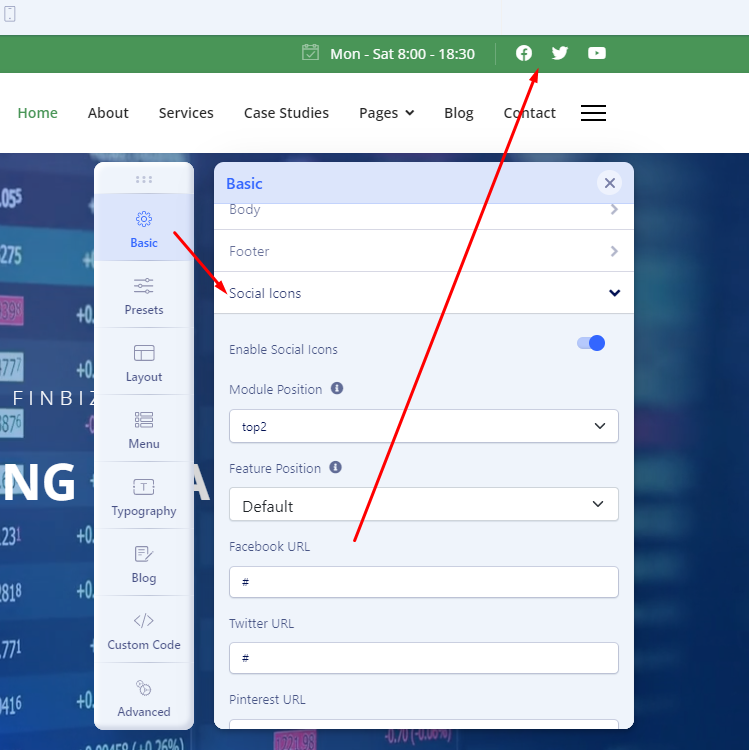 Mon - Sat 8:00 - 18:30
Home About Services Case Studies Pages Blog Contact
Basic
Body
Footer
Social Icons
Enable Social Icons
Module Position
top2
Feature Position
Default
Facebook URL
#
Twitter URL
#
Pinterest URL
Basic
Presets
Layout
Menu
Typography
Blog
Custom Code
Advanced
FINBIZ
NG
A